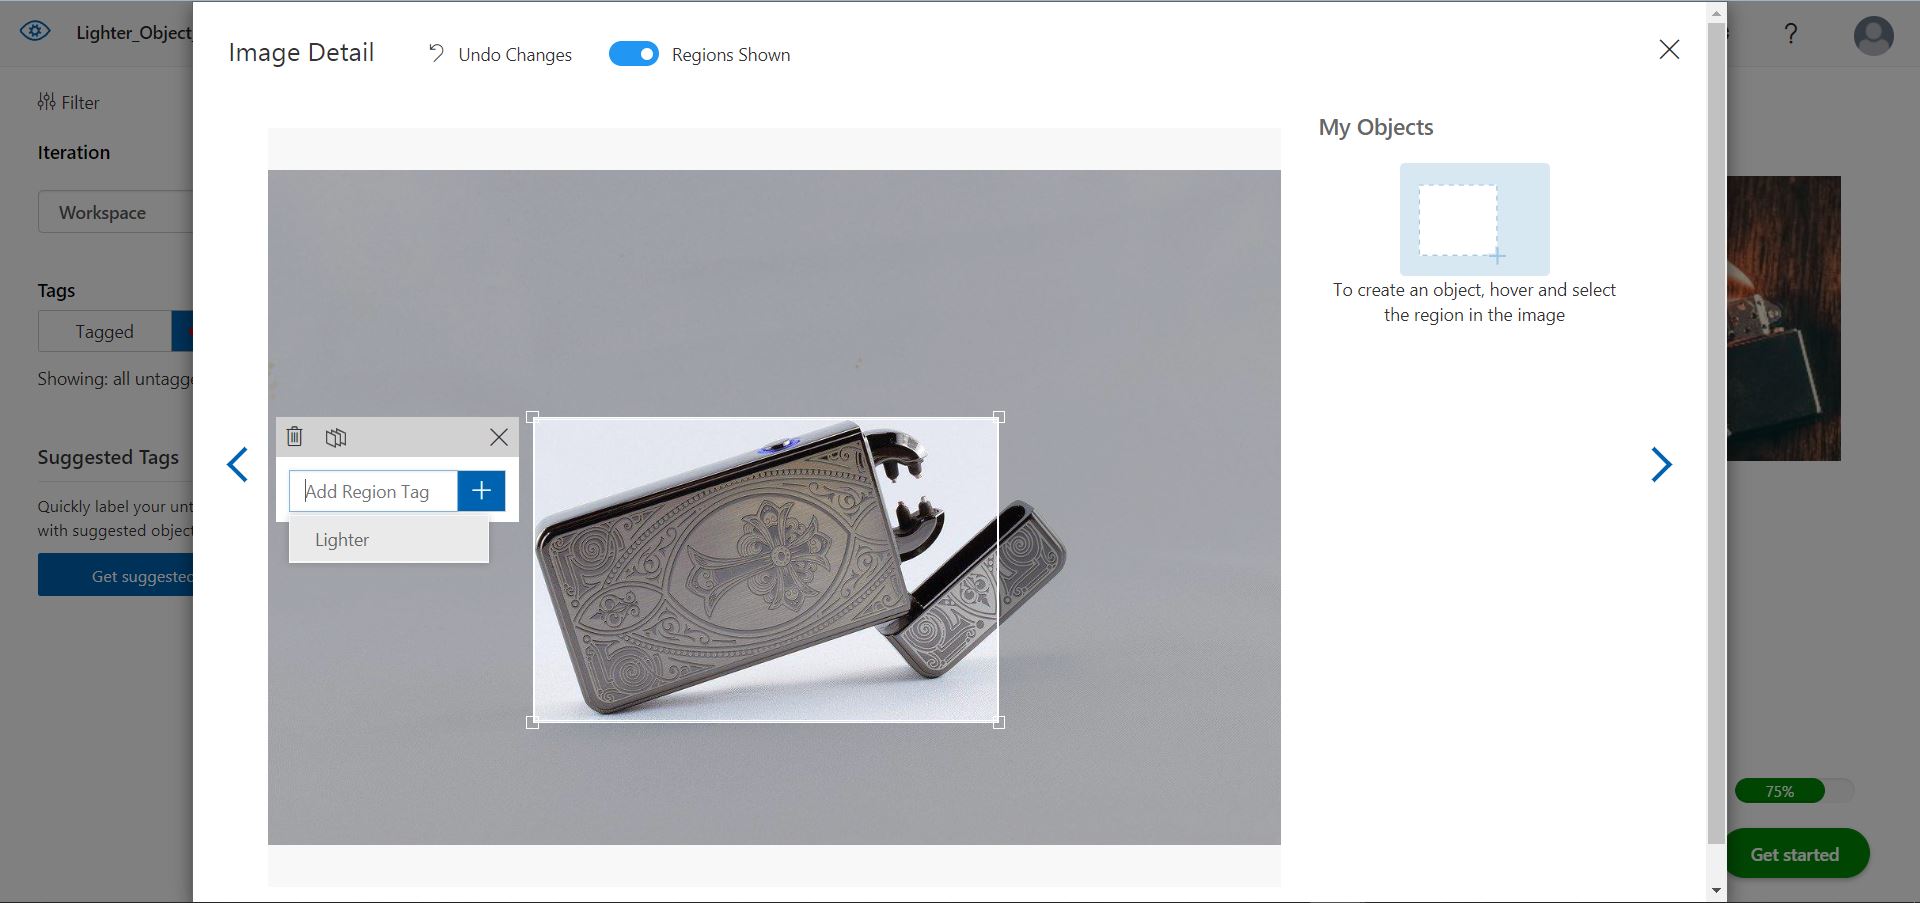 Lighter_Object_
Image Detail
Undo Changes
Regions Shown
?
Filter
Iteration
Workspace
Tags
Tagged
Showing: all untagge
Suggested Tags
Quickly label your unt
with suggested object
Get suggested
Add Region Tag
Lighter
My Objects
To create an object, hover and select
the region in the image
75%
Get started